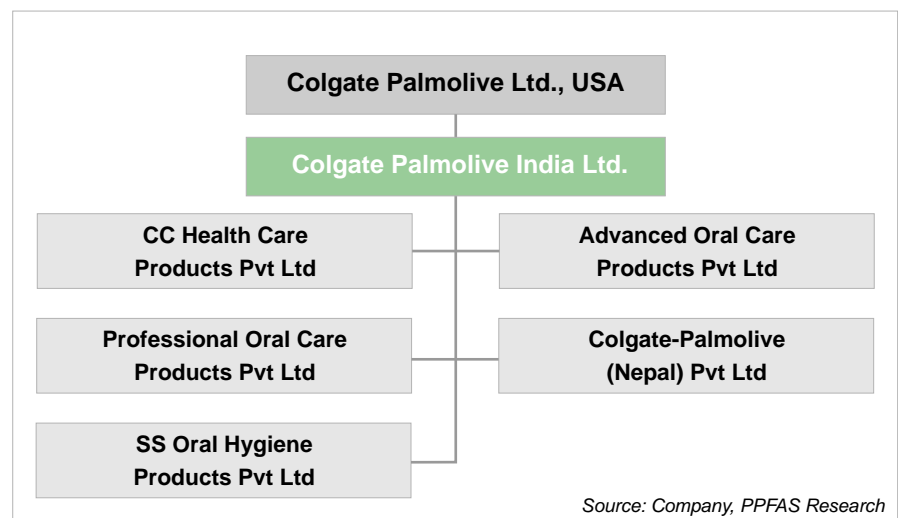 Colgate Palmolive Ltd., USA
Colgate Palmolive India Ltd.
CC Health Care
Products Pvt Ltd
Advanced Oral Care
Products Pvt Ltd
Professional Oral Care
Products Pvt Ltd
Colgate-Palmolive
(Nepal) Pvt Ltd
SS Oral Hygiene
Products Pvt Ltd
Source: Company, PPFAS Research